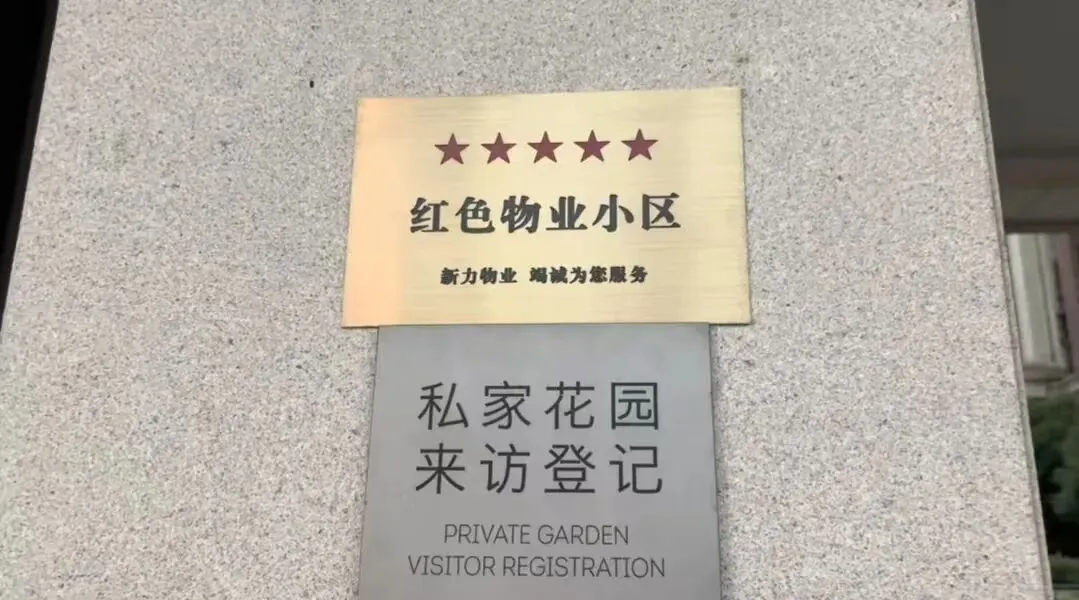 ★★★★★
红色物业小区
新力物业 竭诚为您服务
私家花园
来访登记
PRIVATE GARDEN
VISITOR REGISTRATION